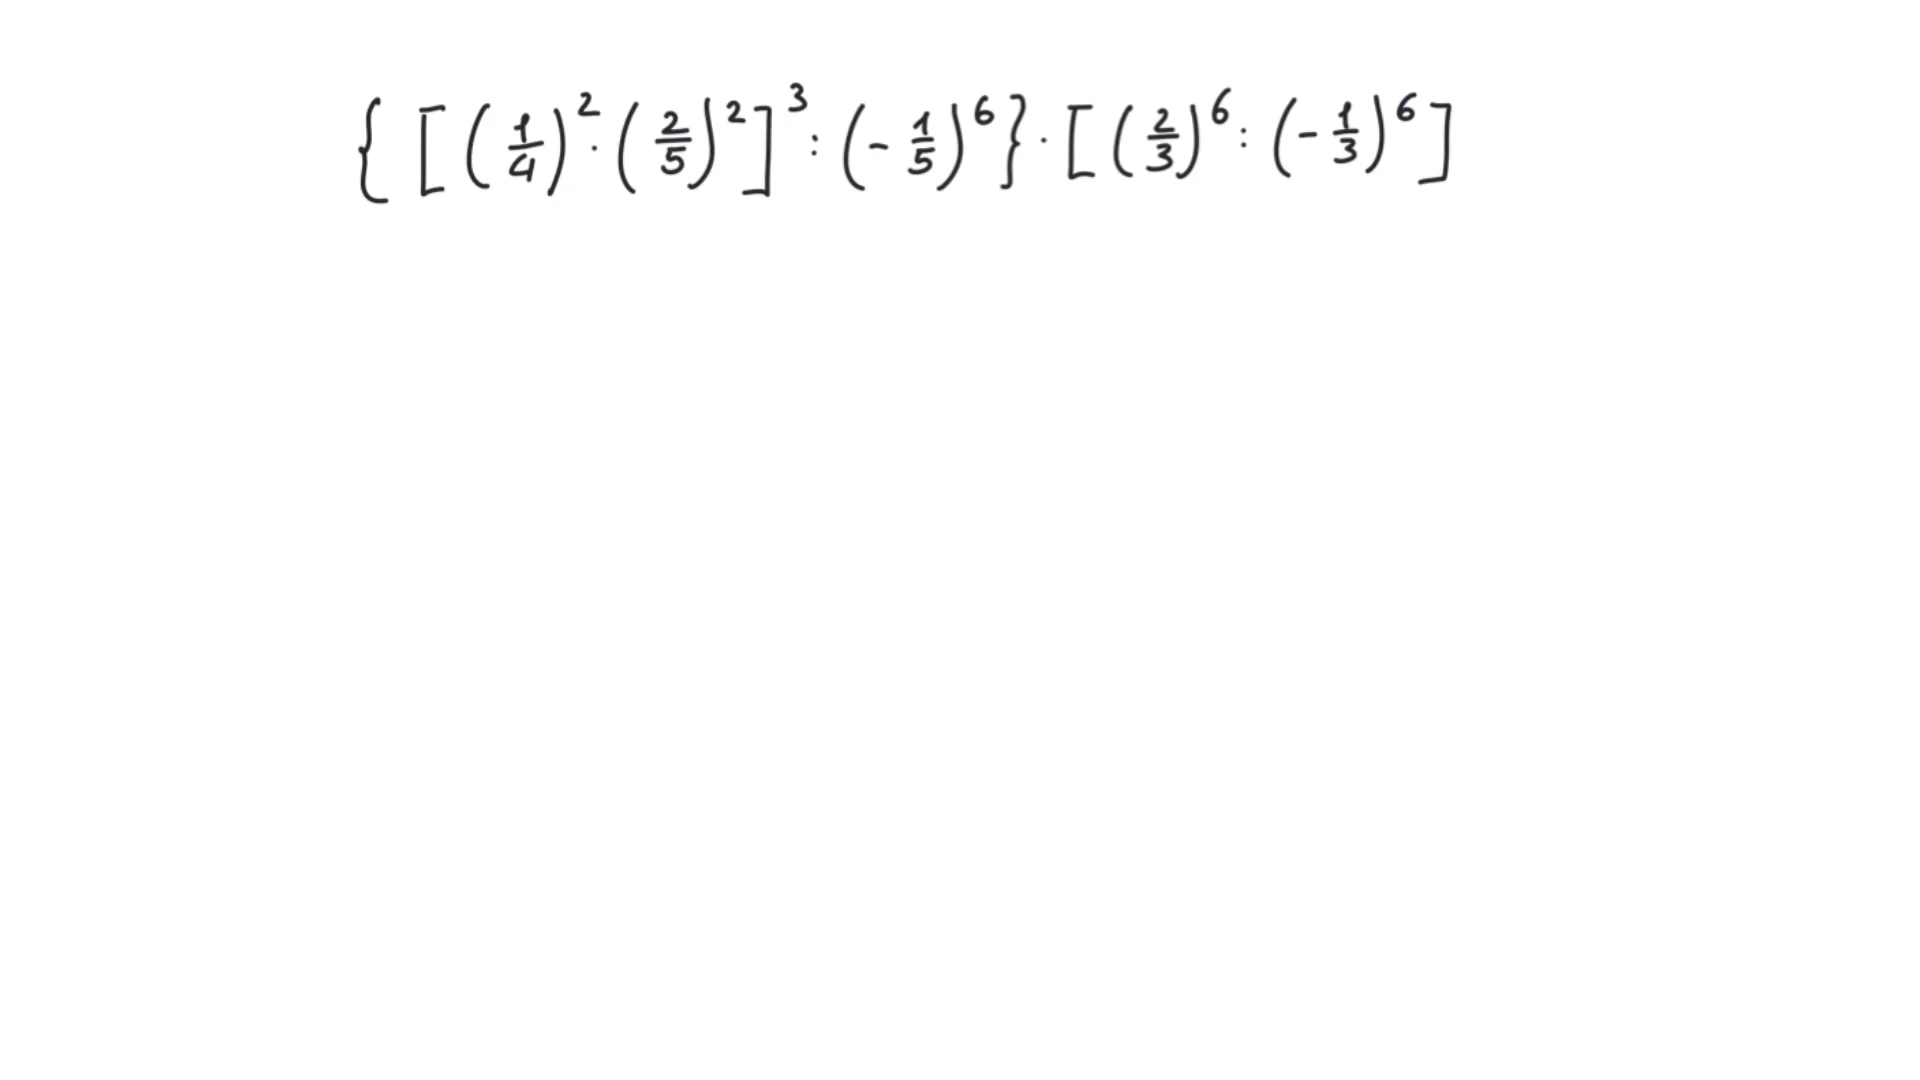 { [ (1/4)² · (2/5)² ]³ : (- 1/5)⁶ } · [ (2/3)⁶ : (- 1/3)⁶ ]